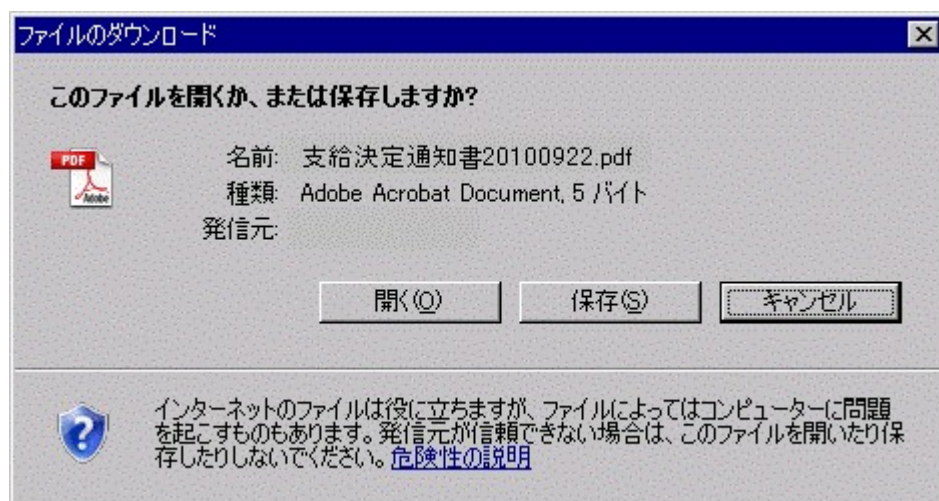 ファイルのダウンロード
このファイルを開くか、または保存しますか?
PDF
Adobe
名前: 支給決定通知書20100922.pdf
種類: Adobe Acrobat Document, 5 バイト
発信元:
開く(O)
保存(S)
キャンセル
インターネットのファイルは役に立ちますが、ファイルによってはコンピューターに問題
を起こすものもあります。発信元が信頼できない場合は、このファイルを開いたり保
存したりしないでください。危険性の説明